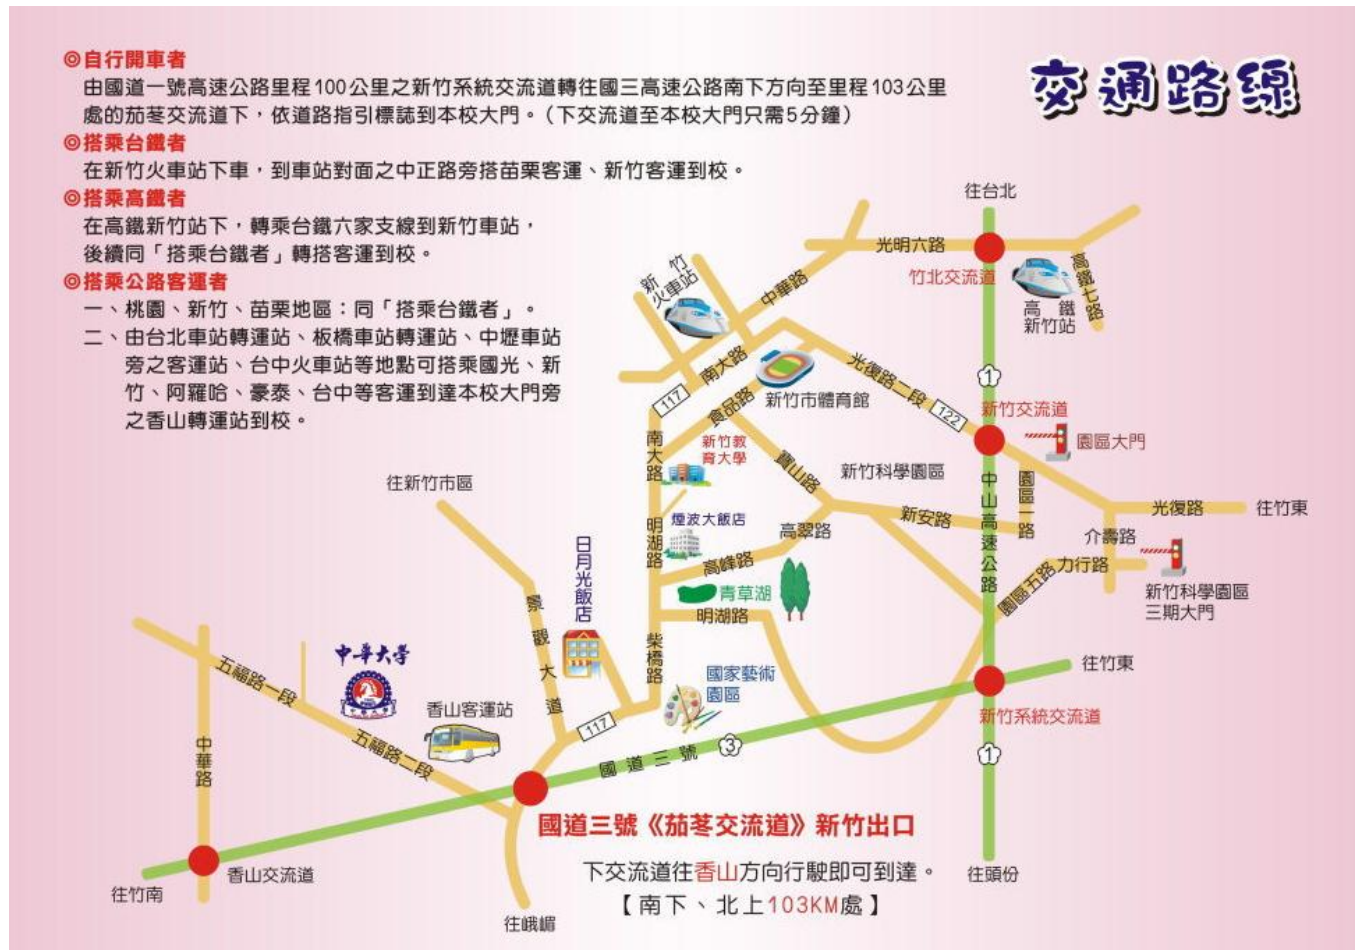 交通路線
◎自行開車者
由國道一號高速公路里程100公里之新竹系統交流道轉往國三高速公路南下方向至里程103公里
處的茄苳交流道下，依道路指引標誌到本校大門。(下交流道至本校大門只需5分鐘)
◎搭乘台鐵者
在新竹火車站下車，到車站對面之中正路旁搭苗栗客運、新竹客運到校。
◎搭乘高鐵者
在高鐵新竹站下，轉乘台鐵六家支線到新竹車站，
後續同「搭乘台鐵者」轉搭客運到校。
◎搭乘公路客運者
一、桃園、新竹、苗栗地區：同「搭乘台鐵者」。
二、由台北車站轉運站、板橋車站轉運站、中壢車站
旁之客運站、台中火車站等地點可搭乘國光、新
竹、阿羅哈、豪泰、台中等客運到達本校大門旁
之香山轉運站到校。
往台北
光明六路
竹北交流道
高鐵七路
高鐵
新竹站
新竹
火車站
中華路
南大路
117
食品路
新竹市體育館
光復路二段
122
1
新竹交流道
園區大門
南大路
新竹教
育大學
寶山路
新竹科學園區
中山高速公路
園區一路
光復路
往竹東
往新竹市區
明湖路
煙波大飯店
高翠路
新安路
介壽路
日月光飯店
高峰路
園區五路
力行路
新竹科學園區
三期大門
青草湖
明湖路
景觀大道
柴橋路
中華大學
五福路一段
國家藝術
園區
往竹東
香山客運站
117
新竹系統交流道
中華路
五福路二段
國道三號
3
1
國道三號《茄苳交流道》新竹出口
下交流道往香山方向行駛即可到達。
【南下、北上103KM處】
香山交流道
往竹南
往峨嵋
往頭份